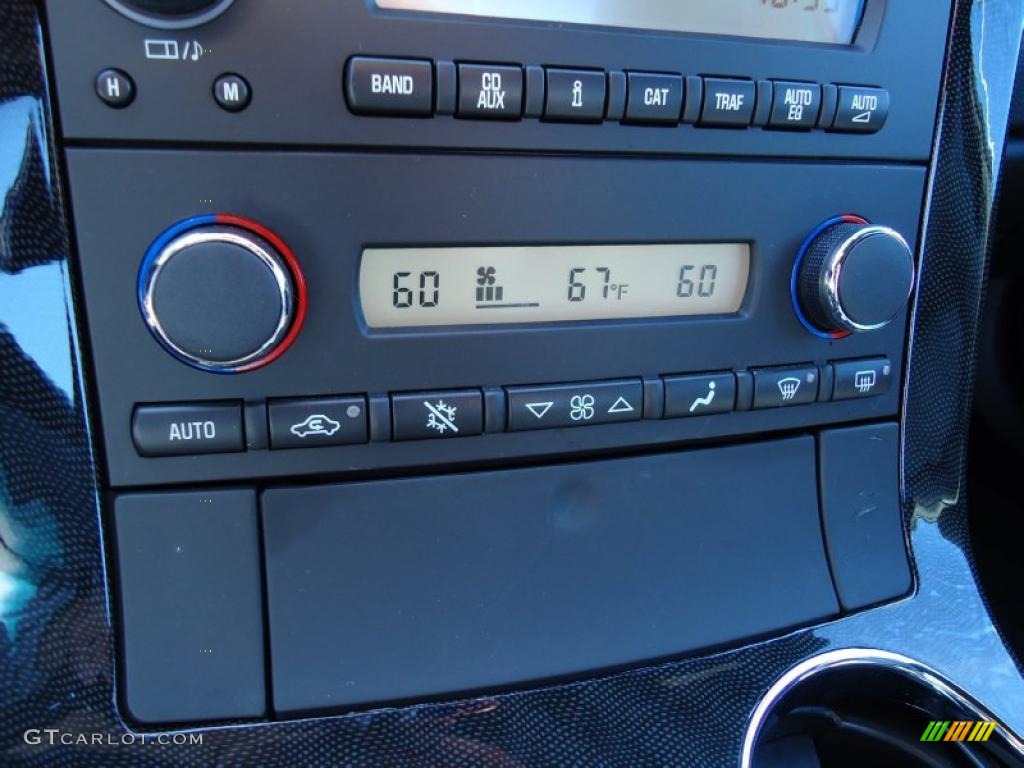 H
M
BAND
CD AUX
i
CAT
TRAF
AUTO EQ
AUTO
60
67°F
60
AUTO
GTCARLOT.COM